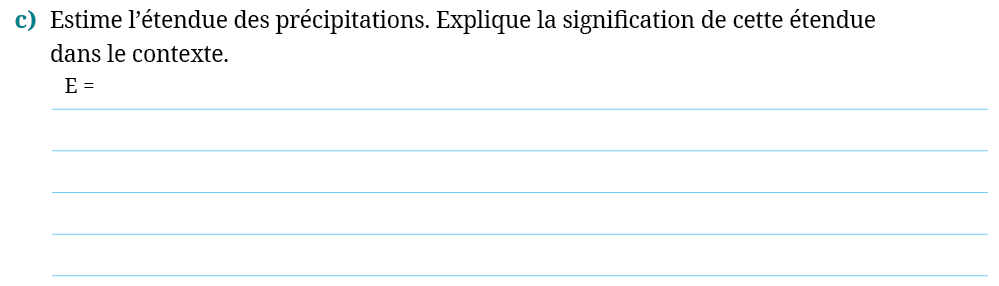 c) Estime l’étendue des précipitations. Explique la signification de cette étendue
dans le contexte.
E =